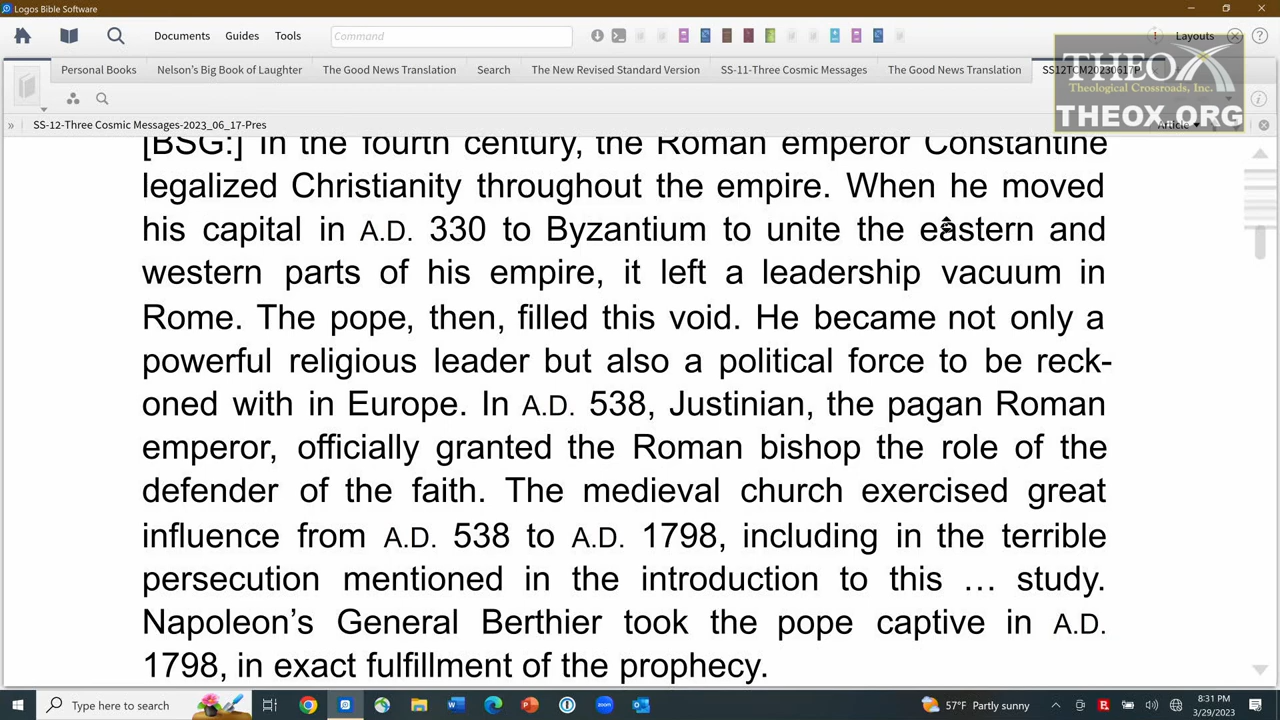 Logos Bible Software
Documents Guides Tools Command Layouts
Personal Books Nelson's Big Book of Laughter Search The New Revised Standard Version SS-11-Three Cosmic Messages The Good News Translation SS12TCM20230617P
THEOX
Theological Crossroads, Inc.
THEOX.ORG
SS-12-Three Cosmic Messages-2023_06_17-Pres Article
[BSG:] In the fourth century, the Roman emperor Constantine
legalized Christianity throughout the empire. When he moved
his capital in A.D. 330 to Byzantium to unite the eastern and
western parts of his empire, it left a leadership vacuum in
Rome. The pope, then, filled this void. He became not only a
powerful religious leader but also a political force to be reck-
oned with in Europe. In A.D. 538, Justinian, the pagan Roman
emperor, officially granted the Roman bishop the role of the
defender of the faith. The medieval church exercised great
influence from A.D. 538 to A.D. 1798, including in the terrible
persecution mentioned in the introduction to this … study.
Napoleon's General Berthier took the pope captive in A.D.
1798, in exact fulfillment of the prophecy.
Type here to search 57°F Partly sunny 8:31 PM
3/29/2023